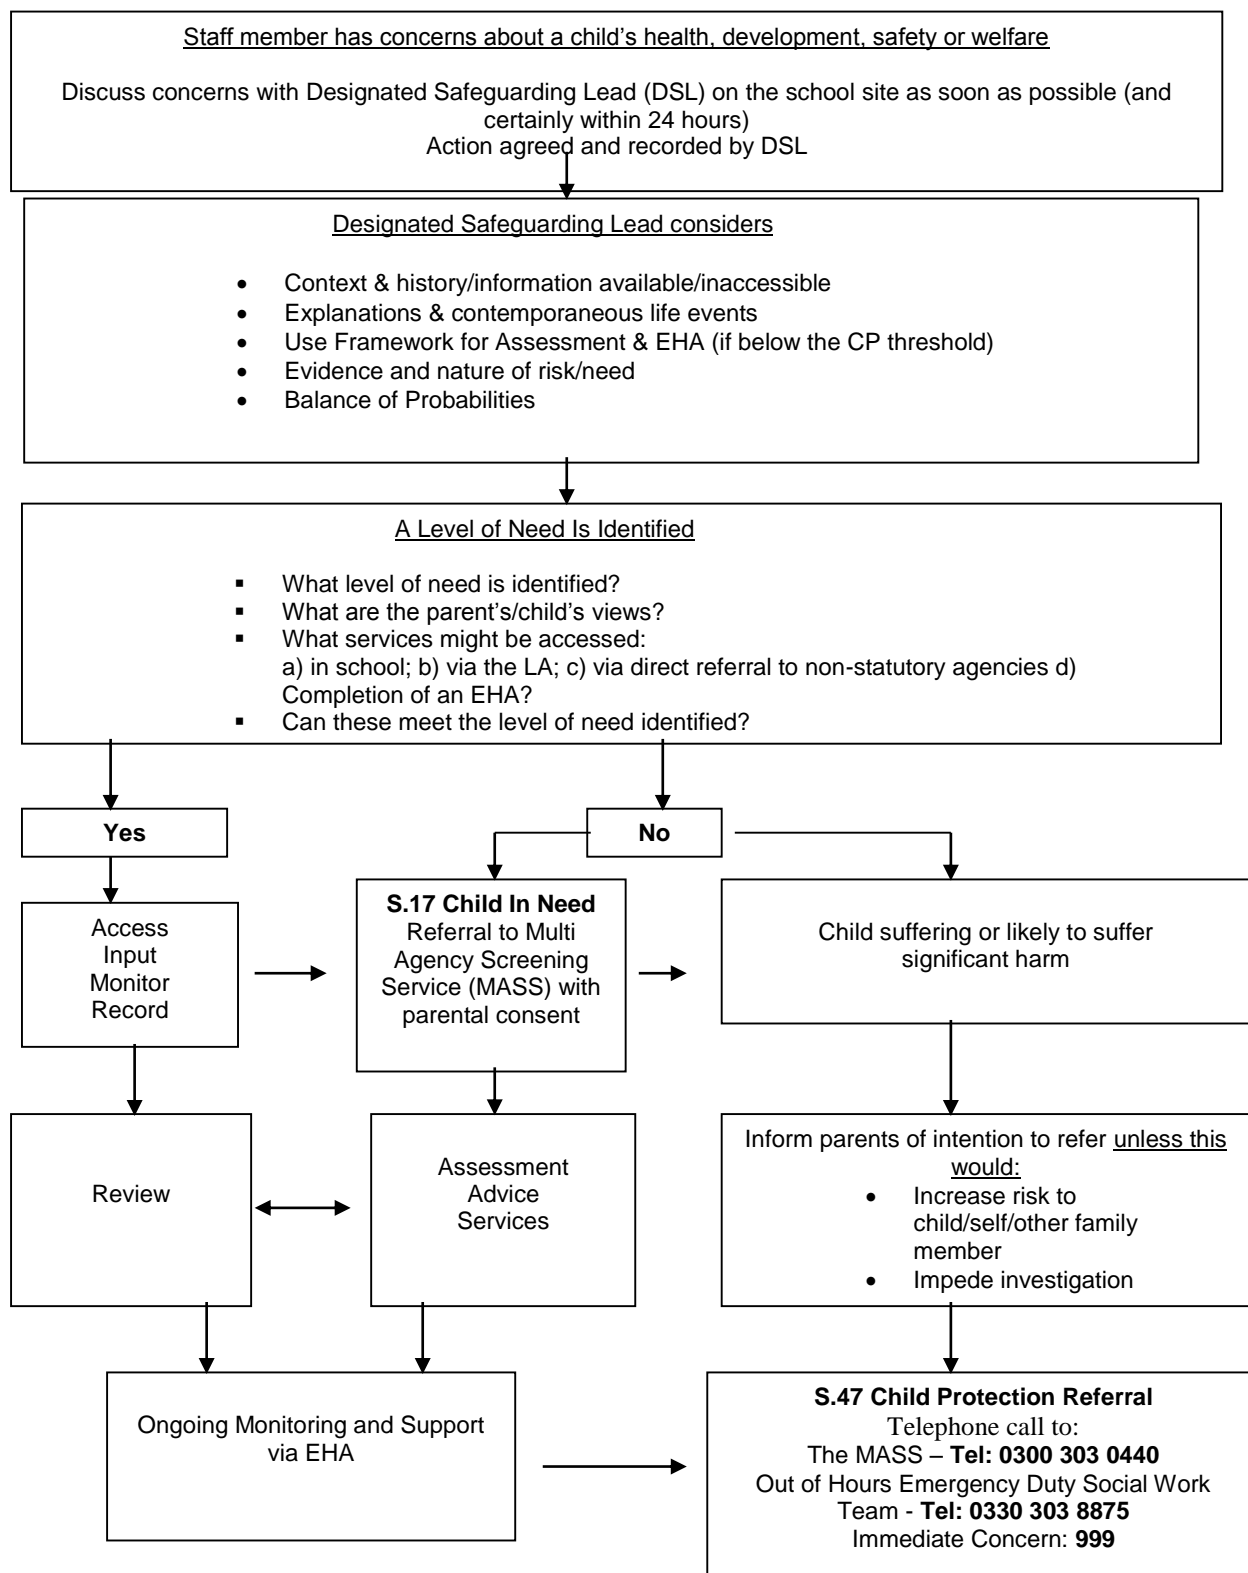 Staff member has concerns about a child’s health, development, safety or welfare
Discuss concerns with Designated Safeguarding Lead (DSL) on the school site as soon as possible (and
certainly within 24 hours)
Action agreed and recorded by DSL
Designated Safeguarding Lead considers
• Context & history/information available/inaccessible
• Explanations & contemporaneous life events
• Use Framework for Assessment & EHA (if below the CP threshold)
• Evidence and nature of risk/need
• Balance of Probabilities
A Level of Need Is Identified
▪ What level of need is identified?
▪ What are the parent’s/child’s views?
▪ What services might be accessed:
a) in school; b) via the LA; c) via direct referral to non-statutory agencies d)
Completion of an EHA?
▪ Can these meet the level of need identified?
Yes
No
Access
Input
Monitor
Record
S.17 Child In Need
Referral to Multi
Agency Screening
Service (MASS) with
parental consent
Child suffering or likely to suffer
significant harm
Review
Assessment
Advice
Services
Inform parents of intention to refer unless this
would:
• Increase risk to
child/self/other family
member
• Impede investigation
Ongoing Monitoring and Support
via EHA
S.47 Child Protection Referral
Telephone call to:
The MASS – Tel: 0300 303 0440
Out of Hours Emergency Duty Social Work
Team - Tel: 0330 303 8875
Immediate Concern: 999